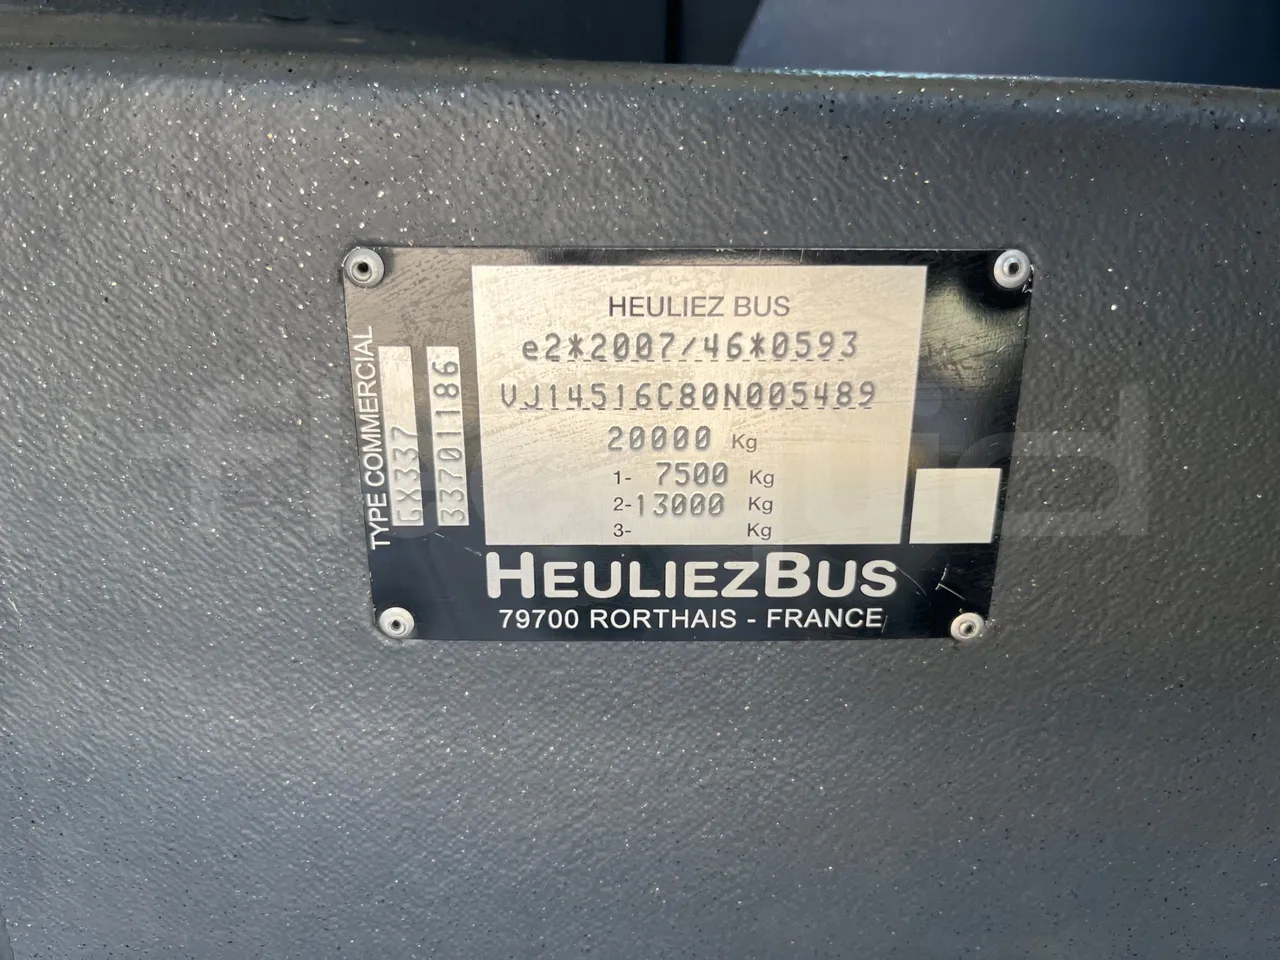 HEULIEZ BUS
e2*2007/46*0593
VJ14516C80N005489
20000 Kg
1- 7500 Kg
2- 13000 Kg
3- Kg
TYPE COMMERCIAL
GX337
33701186
HEULIEZBUS
79700 RORTHAIS - FRANCE